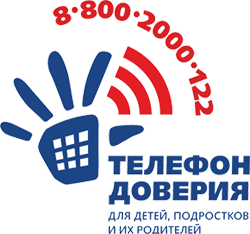 8·800·2000·122
ТЕЛЕФОН
ДОВЕРИЯ
ДЛЯ ДЕТЕЙ, ПОДРОСТКОВ
И ИХ РОДИТЕЛЕЙ